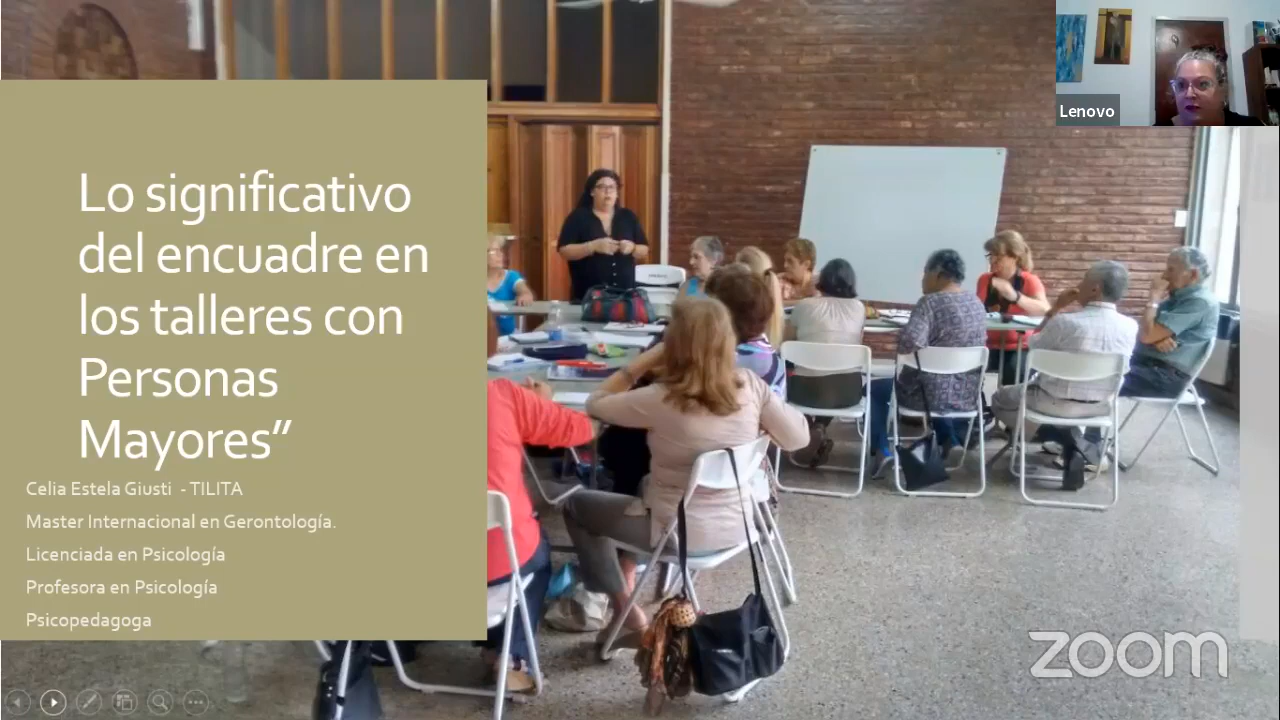 Lenovo
Lo significativo
del encuadre en
los talleres con
Personas
Mayores”
Celia Estela Giusti - TILITA
Master Internacional en Gerontología.
Licenciada en Psicología
Profesora en Psicología
Psicopedagoga
zoom